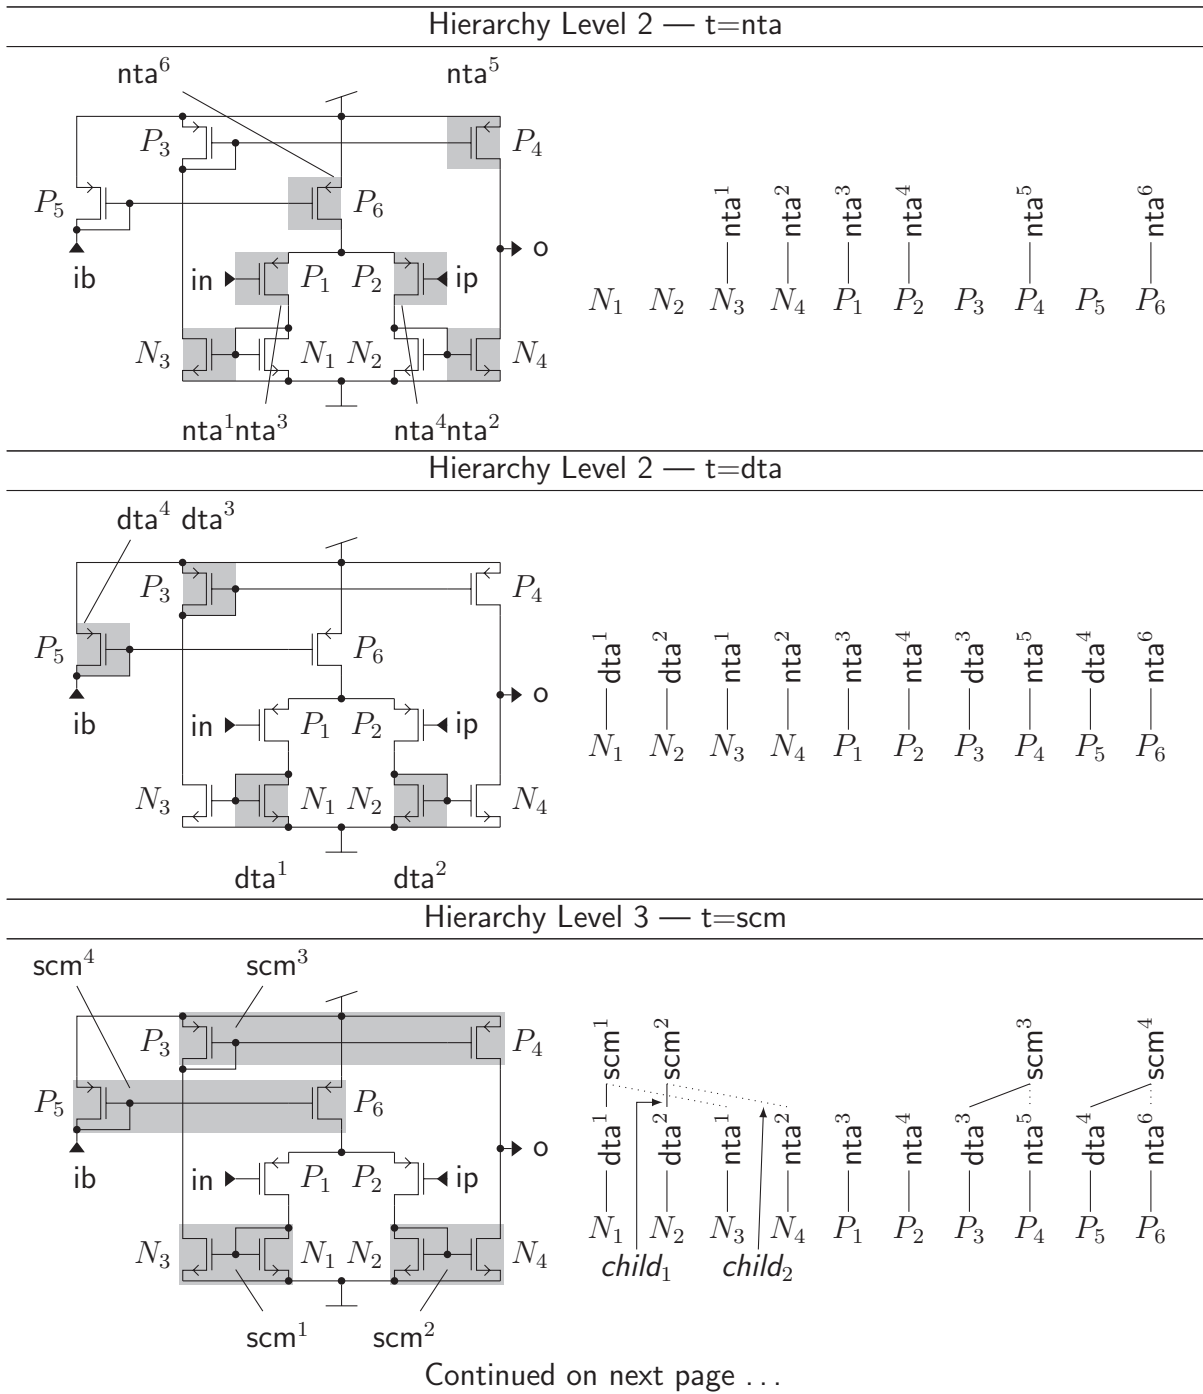 Hierarchy Level 2 — t=nta
nta⁶ nta⁵
P₃ P₄
P₅ P₆
ib in P₁ P₂ ip o
N₃ N₁ N₂ N₄
nta¹nta³ nta⁴nta²
nta¹ nta² nta³ nta⁴ nta⁵ nta⁶
N₁ N₂ N₃ N₄ P₁ P₂ P₃ P₄ P₅ P₆
Hierarchy Level 2 — t=dta
dta⁴ dta³
P₃ P₄
P₅ P₆
ib in P₁ P₂ ip o
N₃ N₁ N₂ N₄
dta¹ dta²
dta¹ dta² nta¹ nta² nta³ nta⁴ dta³ nta⁵ dta⁴ nta⁶
N₁ N₂ N₃ N₄ P₁ P₂ P₃ P₄ P₅ P₆
Hierarchy Level 3 — t=scm
scm⁴ scm³
P₃ P₄
P₅ P₆
ib in P₁ P₂ ip o
N₃ N₁ N₂ N₄
scm¹ scm²
scm¹ scm² scm³ scm⁴
dta¹ dta² nta¹ nta² nta³ nta⁴ dta³ nta⁵ dta⁴ nta⁶
N₁ N₂ N₃ N₄ P₁ P₂ P₃ P₄ P₅ P₆
child₁ child₂
Continued on next page . . .